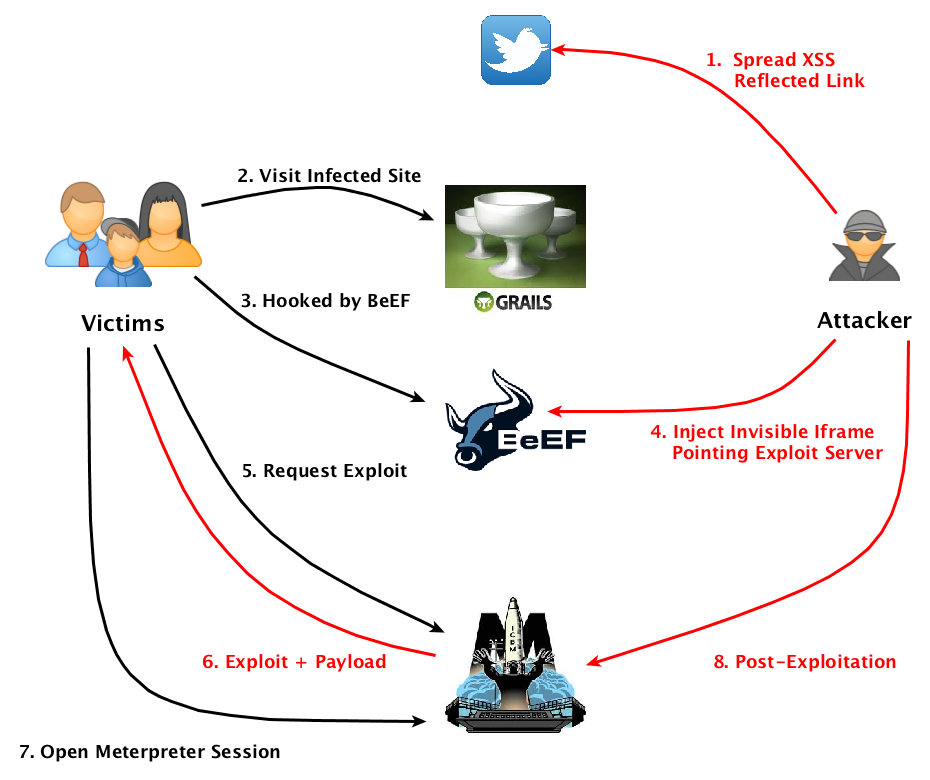 1. Spread XSS
Reflected Link
2. Visit Infected Site
GRAILS
3. Hooked by BeEF
Victims
Attacker
BeEF
4. Inject Invisible Iframe
Pointing Exploit Server
5. Request Exploit
ICBM
6. Exploit + Payload
8. Post-Exploitation
7. Open Meterpreter Session